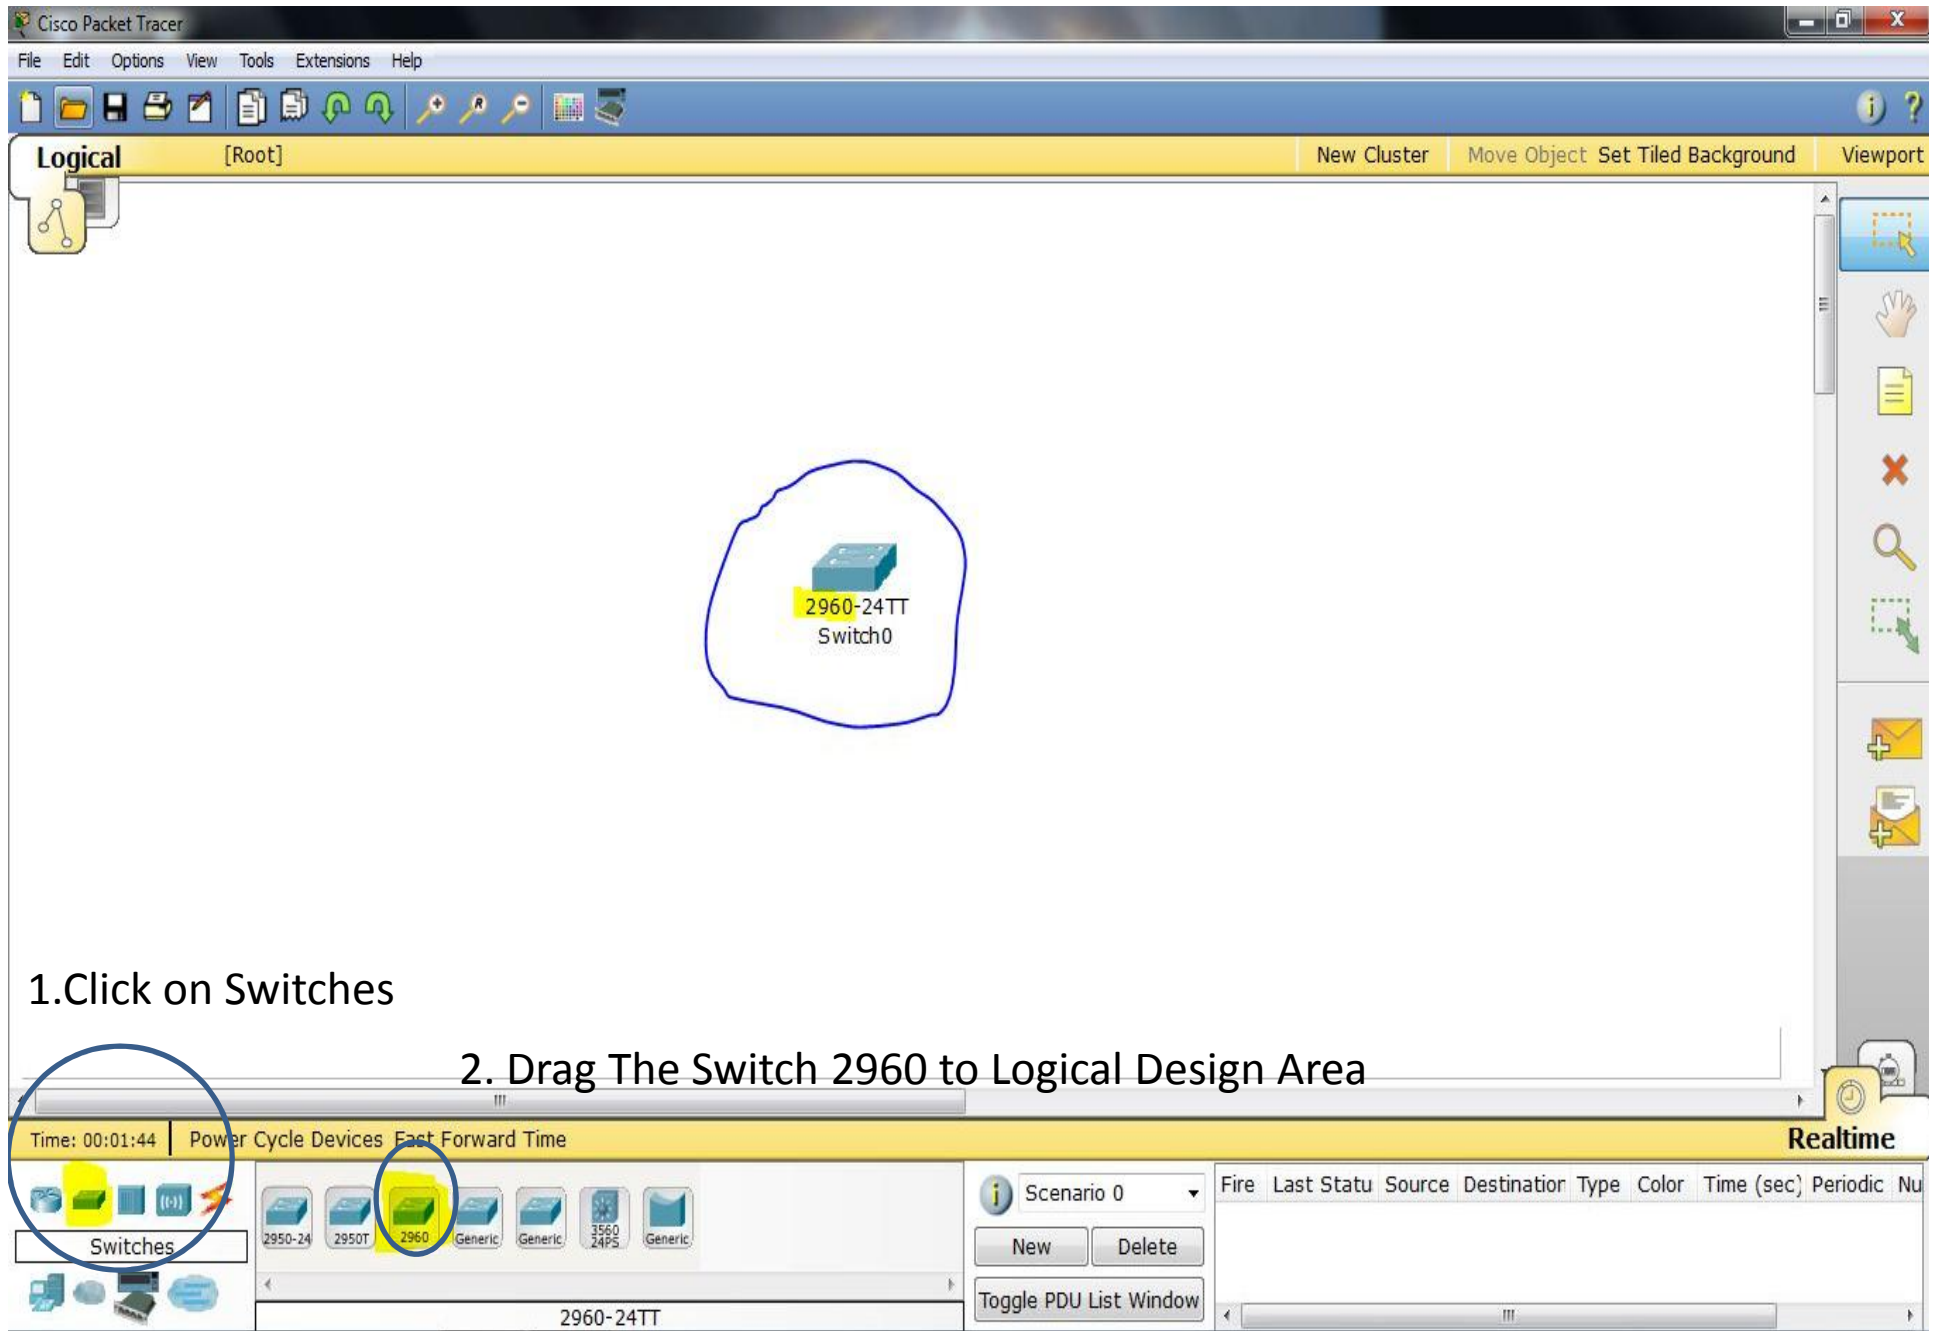 Cisco Packet Tracer
File Edit Options View Tools Extensions Help
Logical [Root] New Cluster Move Object Set Tiled Background Viewport
2960-24TT
Switch0
1.Click on Switches
2. Drag The Switch 2960 to Logical Design Area
Time: 00:01:44 Power Cycle Devices Fast Forward Time Realtime
2950-24 2950T 2960 Generic Generic 3560 24PS Generic
Switches
Scenario 0
New Delete
Toggle PDU List Window
Fire Last Statu Source Destination Type Color Time (sec) Periodic Nu
2960-24TT